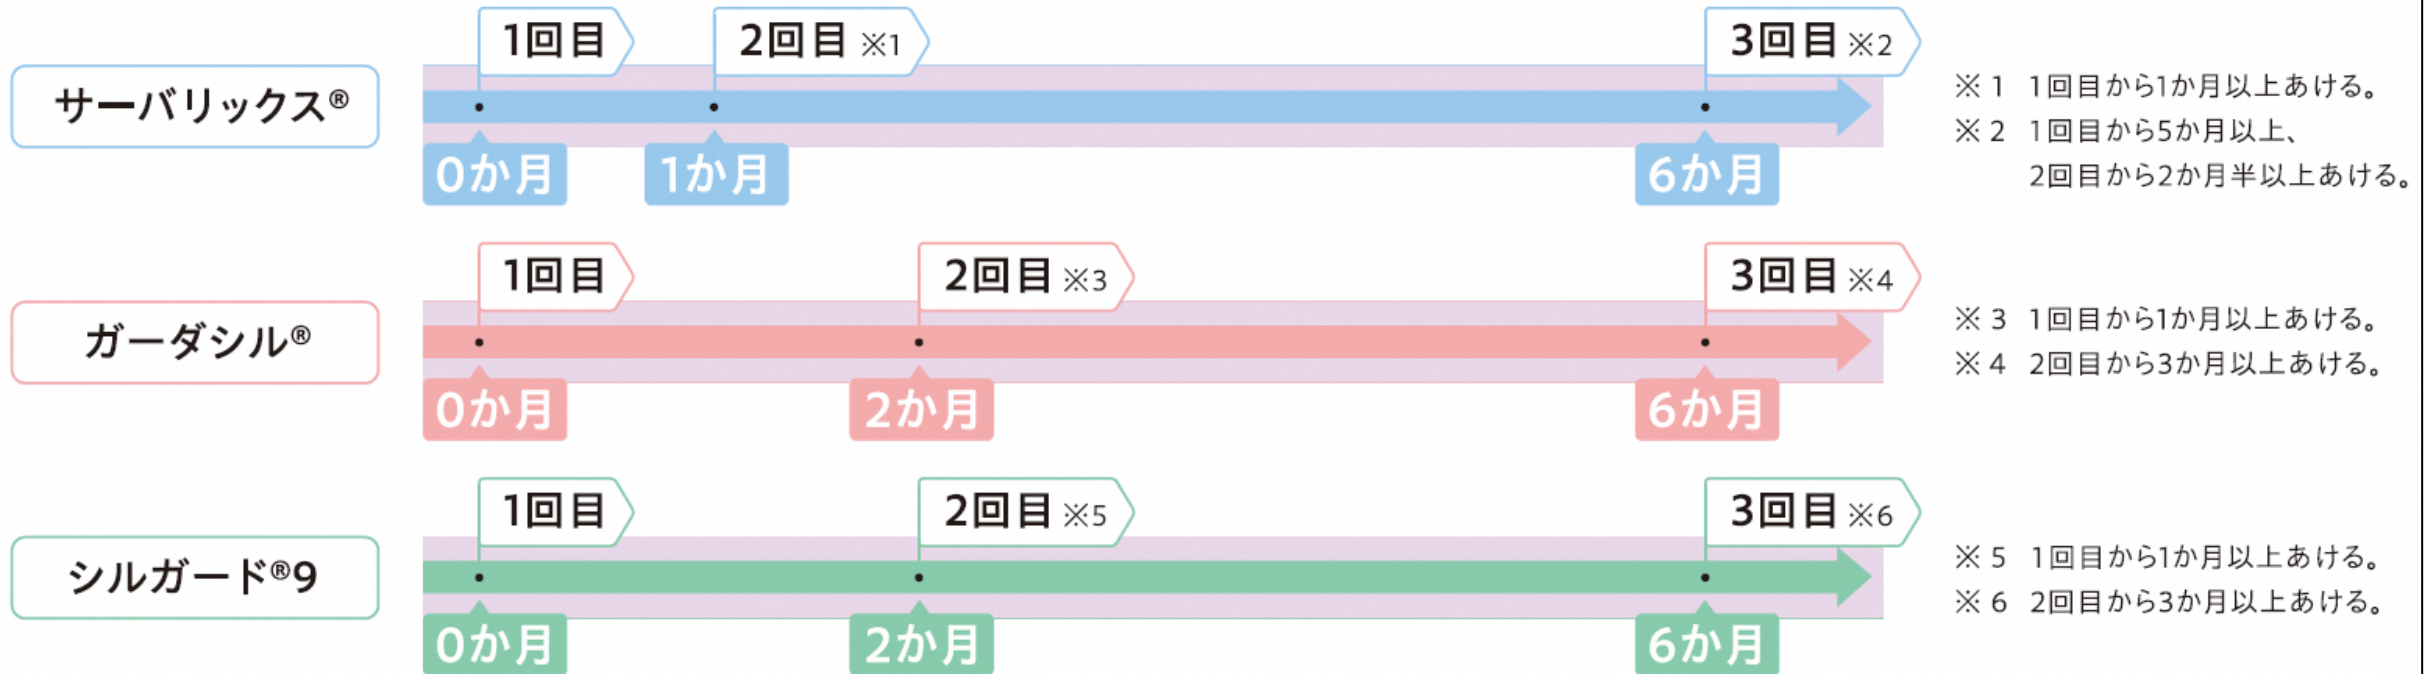 1回目
2回目 ※1
3回目 ※2
サーバリックス®
0か月
1か月
6か月
※1 1回目から1か月以上あける。
※2 1回目から5か月以上、
2回目から2か月半以上あける。
1回目
2回目 ※3
3回目 ※4
ガーダシル®
0か月
2か月
6か月
※3 1回目から1か月以上あける。
※4 2回目から3か月以上あける。
1回目
2回目 ※5
3回目 ※6
シルガード®9
0か月
2か月
6か月
※5 1回目から1か月以上あける。
※6 2回目から3か月以上あける。